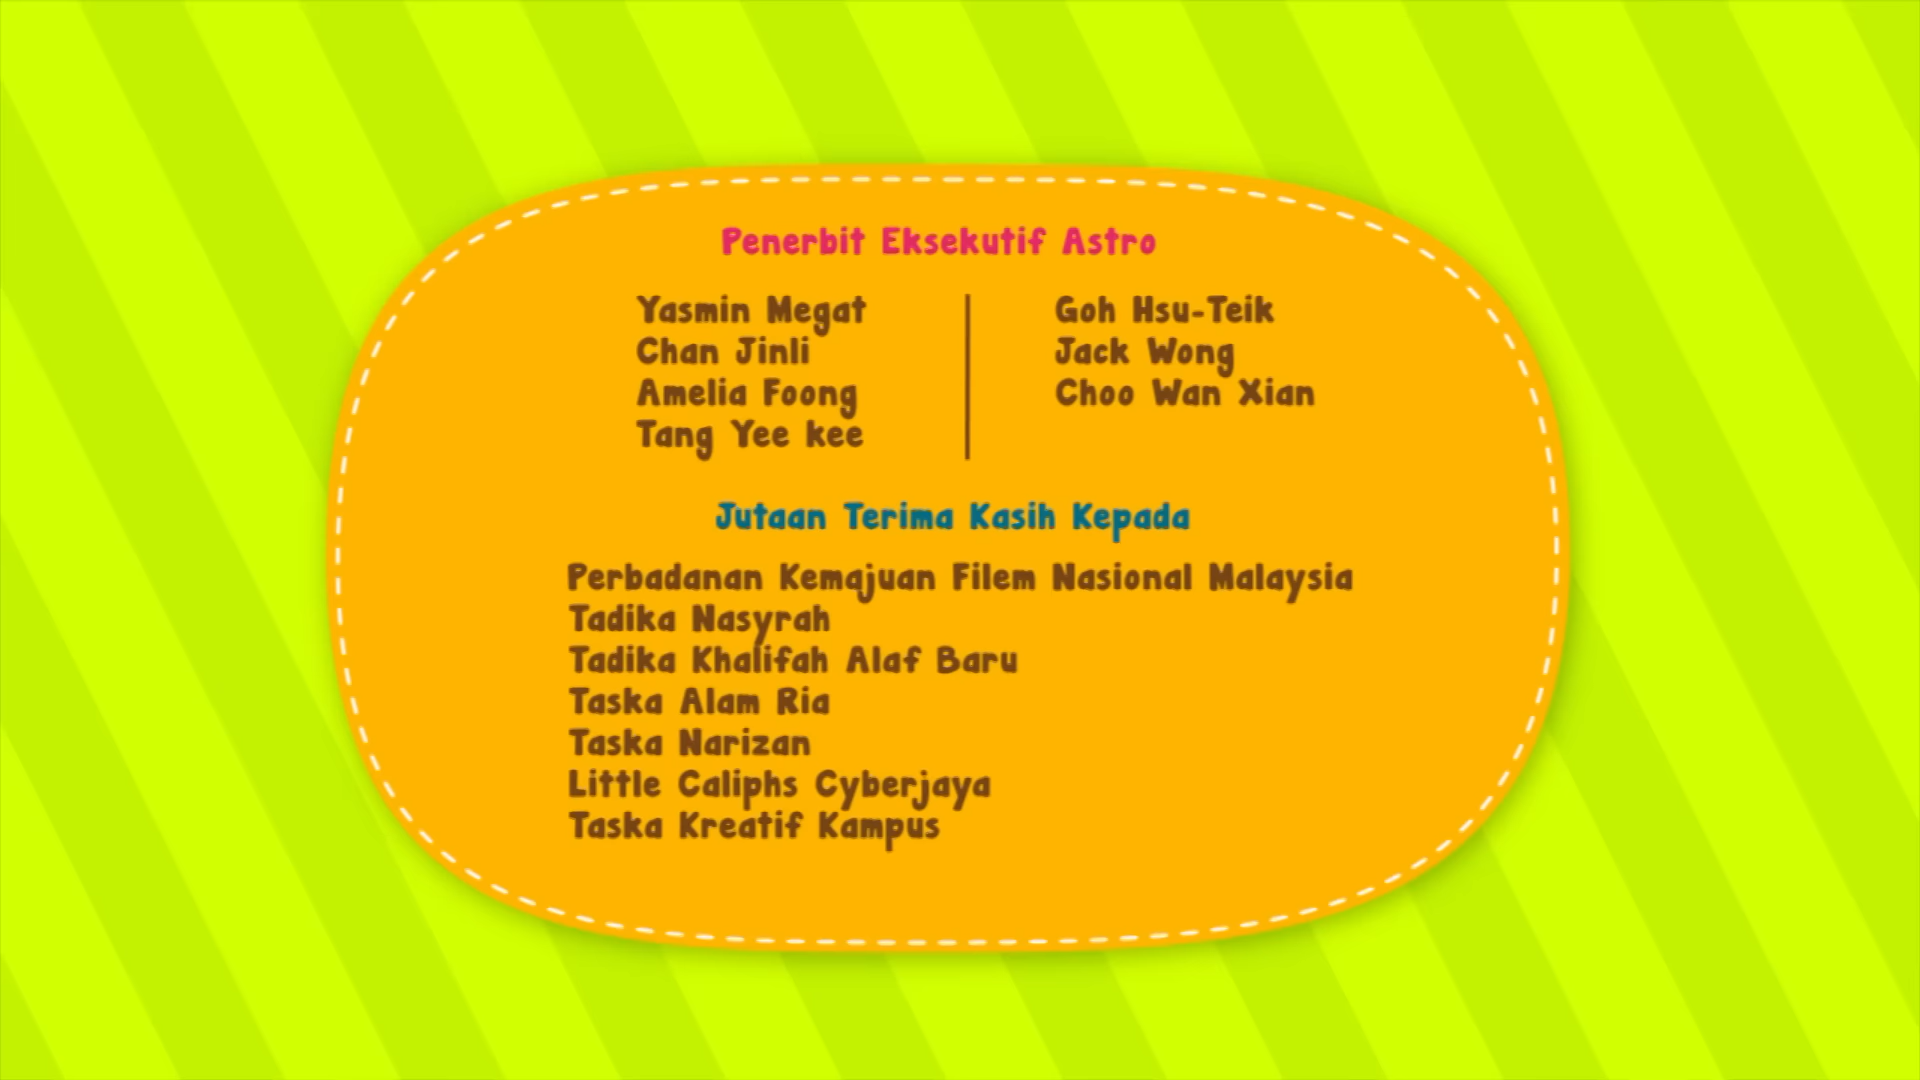 Penerbit Eksekutif Astro
Yasmin Megat
Chan Jinli
Amelia Foong
Tang Yee kee
Goh Hsu-Teik
Jack Wong
Choo Wan Xian
Jutaan Terima Kasih Kepada
Perbadanan Kemajuan Filem Nasional Malaysia
Tadika Nasyrah
Tadika Khalifah Alaf Baru
Taska Alam Ria
Taska Narizan
Little Caliphs Cyberjaya
Taska Kreatif Kampus